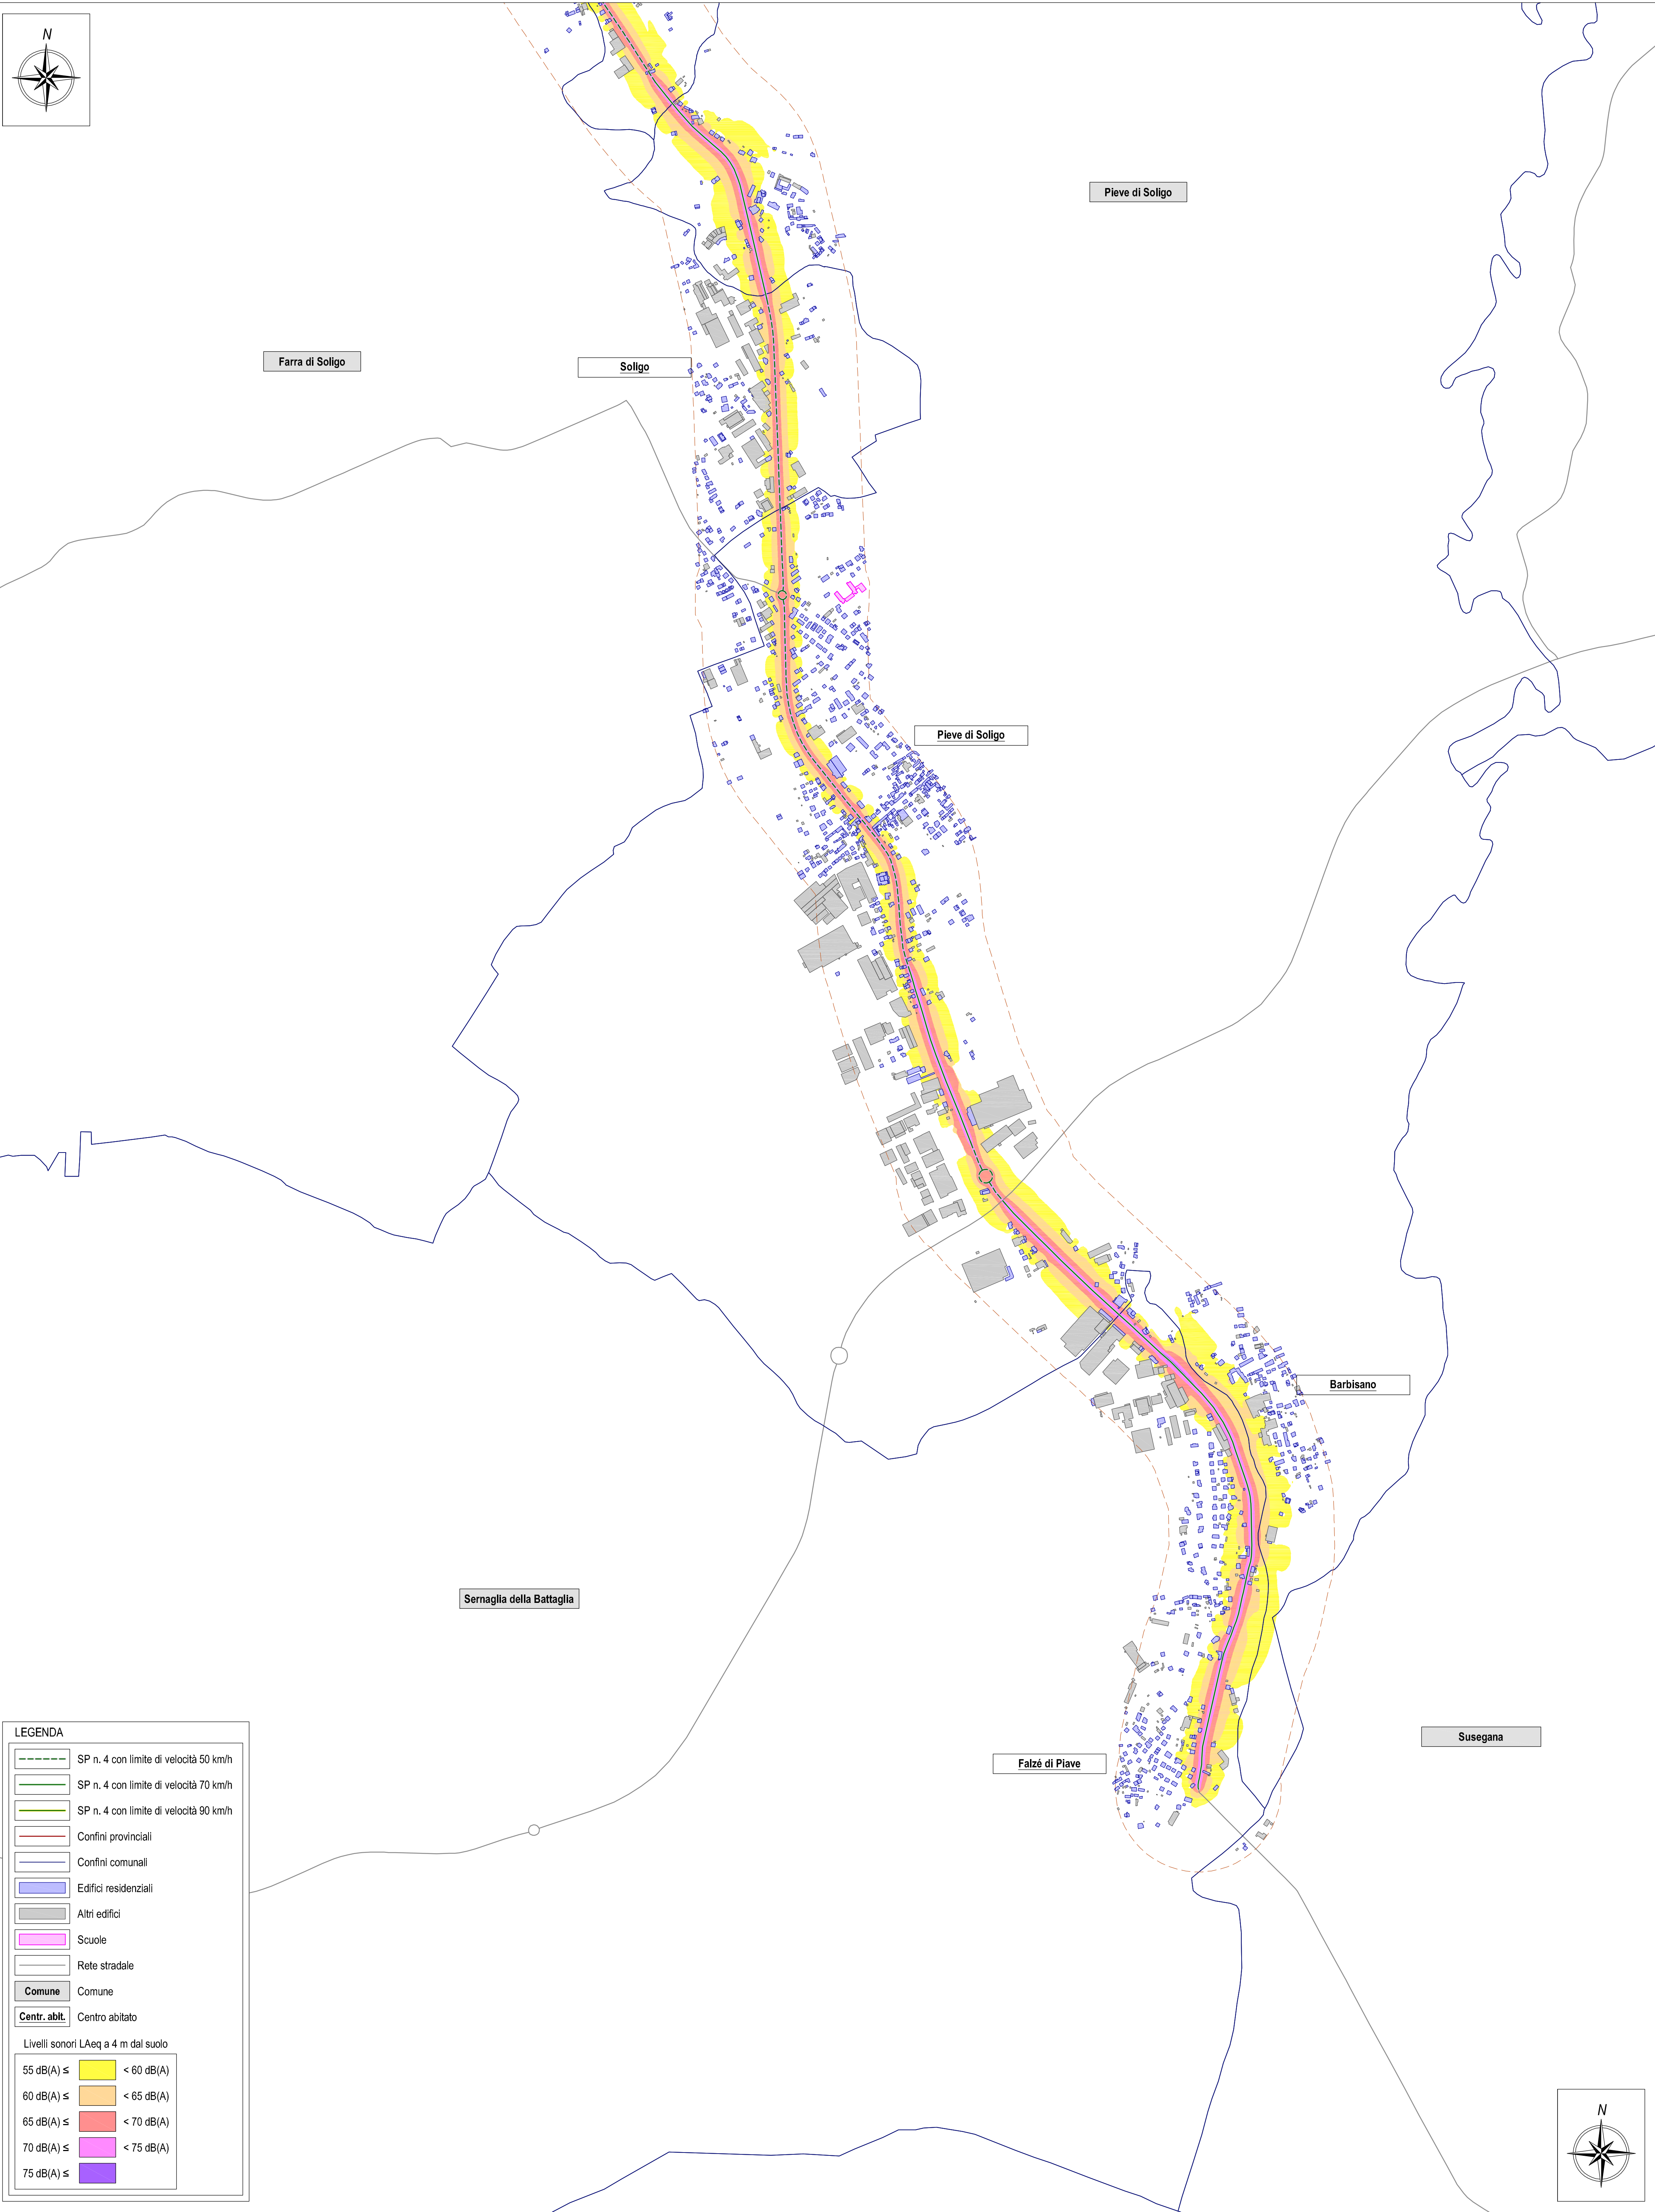 N
Pieve di Soligo
Farra di Soligo
Soligo
Pieve di Soligo
Barbisano
Sernaglia della Battaglia
Susegana
Falzé di Piave
LEGENDA
SP n. 4 con limite di velocità 50 km/h
SP n. 4 con limite di velocità 70 km/h
SP n. 4 con limite di velocità 90 km/h
Confini provinciali
Confini comunali
Edifici residenziali
Altri edifici
Scuole
Rete stradale
Comune Comune
Centr. abit. Centro abitato
Livelli sonori LAeq a 4 m dal suolo
55 dB(A) ≤ < 60 dB(A)
60 dB(A) ≤ < 65 dB(A)
65 dB(A) ≤ < 70 dB(A)
70 dB(A) ≤ < 75 dB(A)
75 dB(A) ≤
N